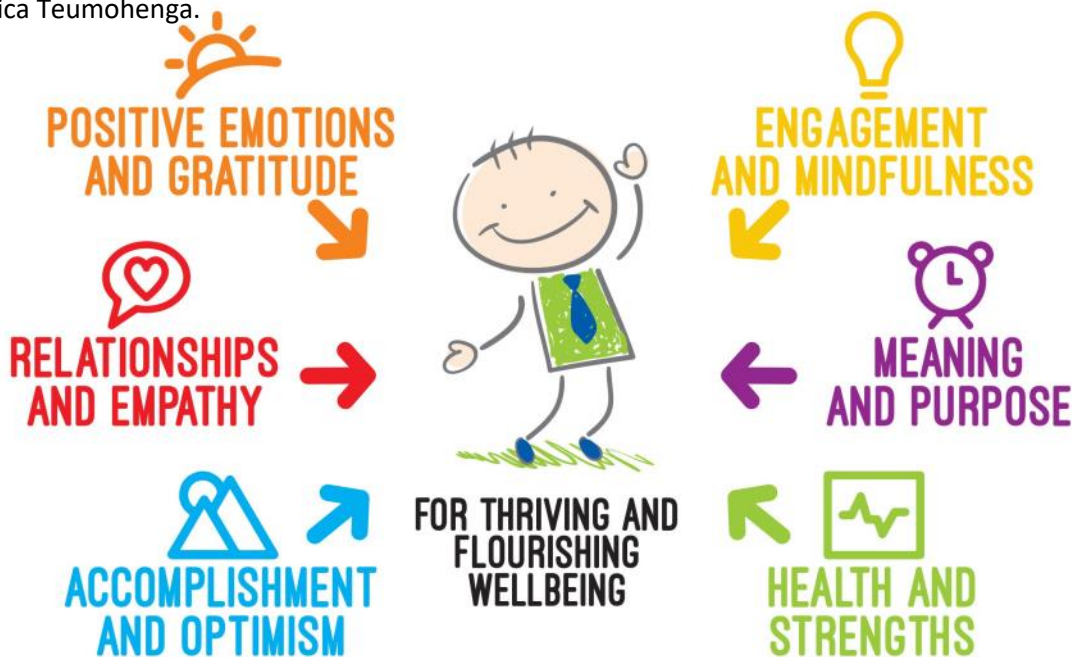 ica Teumohenga.
POSITIVE EMOTIONS
AND GRATITUDE
ENGAGEMENT
AND MINDFULNESS
RELATIONSHIPS
AND EMPATHY
MEANING
AND PURPOSE
ACCOMPLISHMENT
AND OPTIMISM
FOR THRIVING AND
FLOURISHING
WELLBEING
HEALTH AND
STRENGTHS